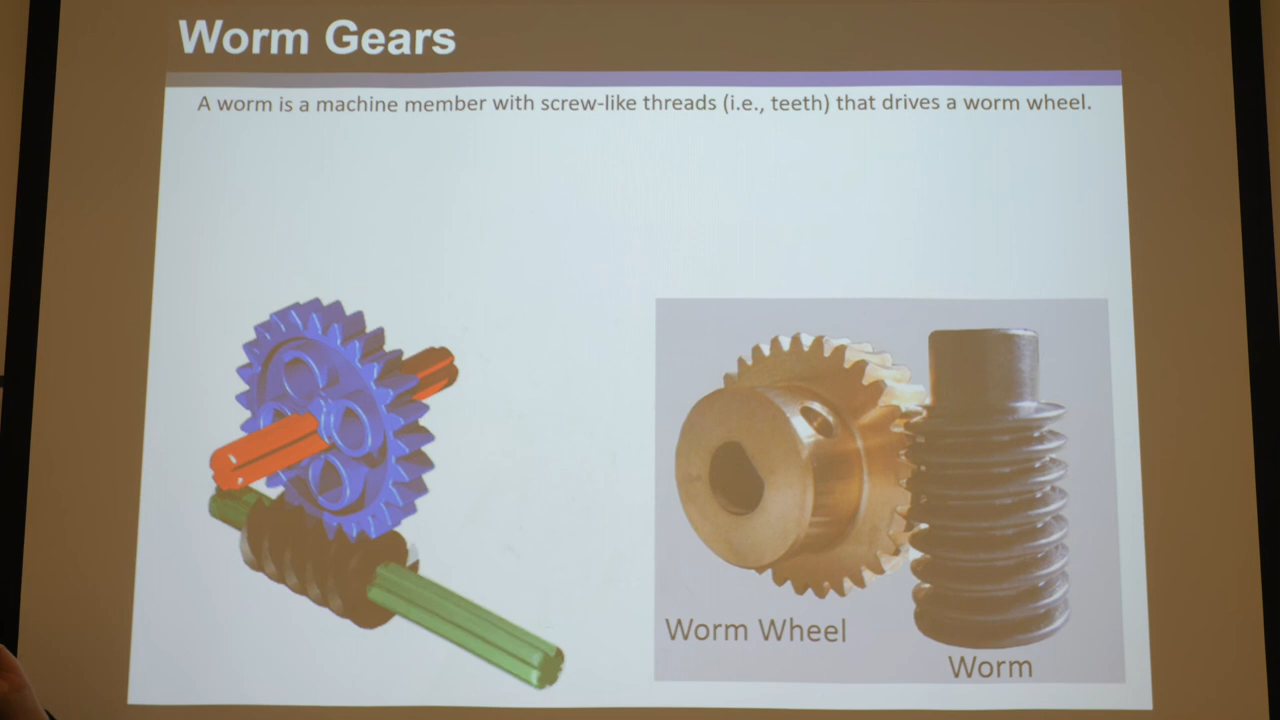 Worm Gears
A worm is a machine member with screw-like threads (i.e., teeth) that drives a worm wheel.
Worm Wheel
Worm